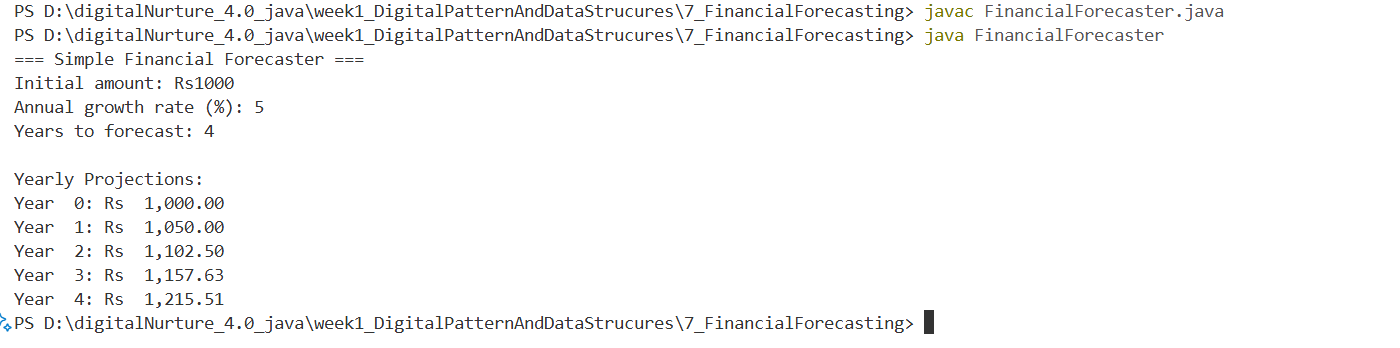 PS D:\digitalNurture_4.0_java\week1_DigitalPatternAndDataStrucures\7_FinancialForecasting> javac FinancialForecaster.java
PS D:\digitalNurture_4.0_java\week1_DigitalPatternAndDataStrucures\7_FinancialForecasting> java FinancialForecaster
=== Simple Financial Forecaster ===
Initial amount: Rs1000
Annual growth rate (%): 5
Years to forecast: 4

Yearly Projections:
Year  0: Rs  1,000.00
Year  1: Rs  1,050.00
Year  2: Rs  1,102.50
Year  3: Rs  1,157.63
Year  4: Rs  1,215.51
PS D:\digitalNurture_4.0_java\week1_DigitalPatternAndDataStrucures\7_FinancialForecasting>